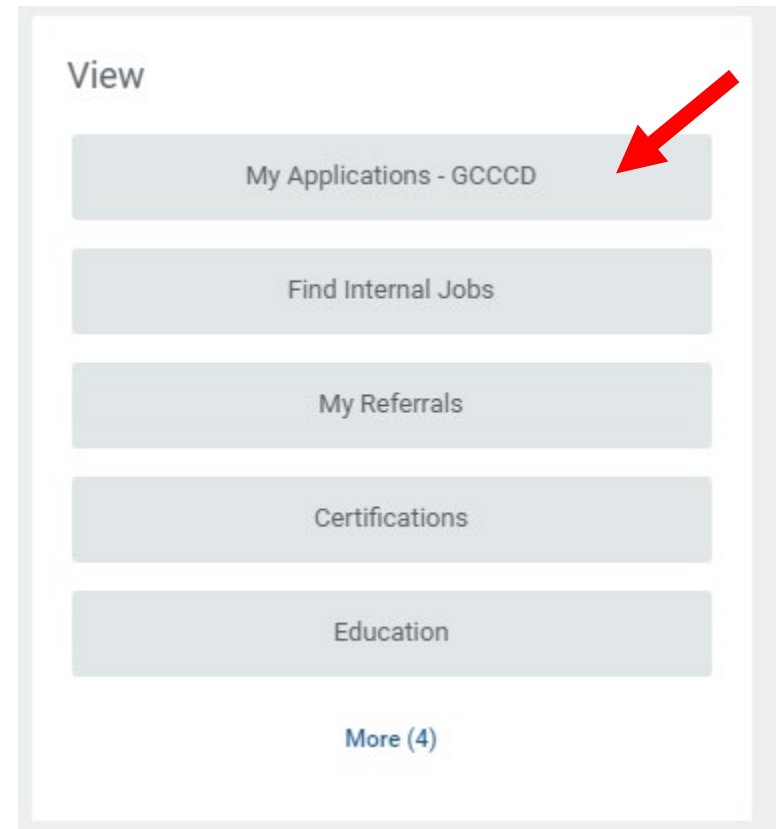 View
My Applications - GCCCD
Find Internal Jobs
My Referrals
Certifications
Education
More (4)